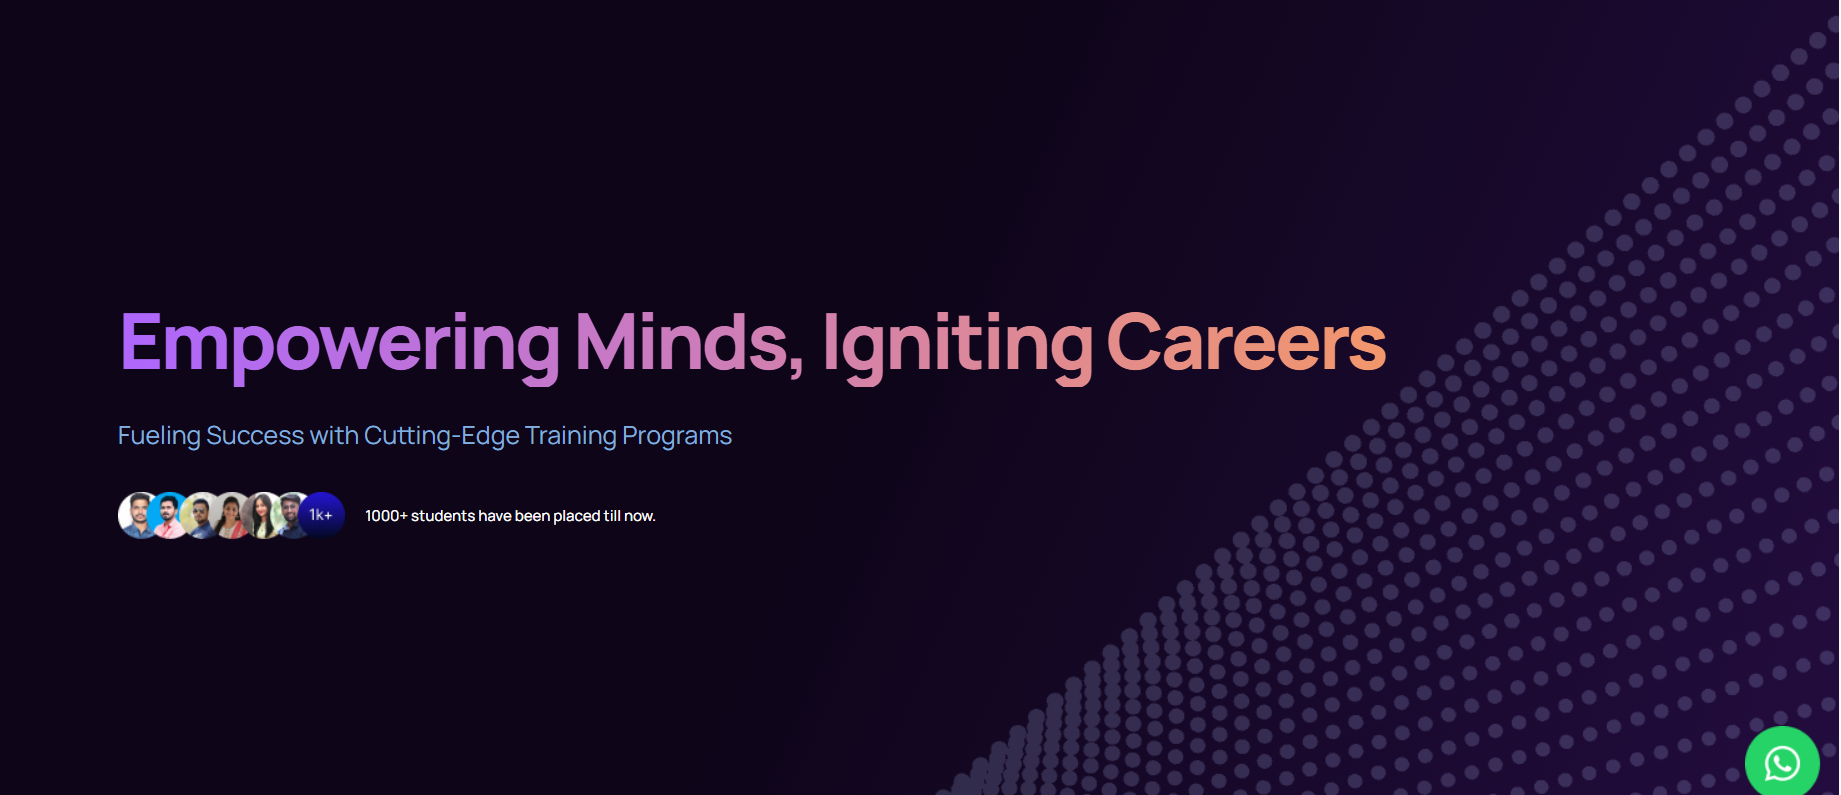 Empowering Minds, Igniting Careers
Fueling Success with Cutting-Edge Training Programs
1k+
1000+ students have been placed till now.